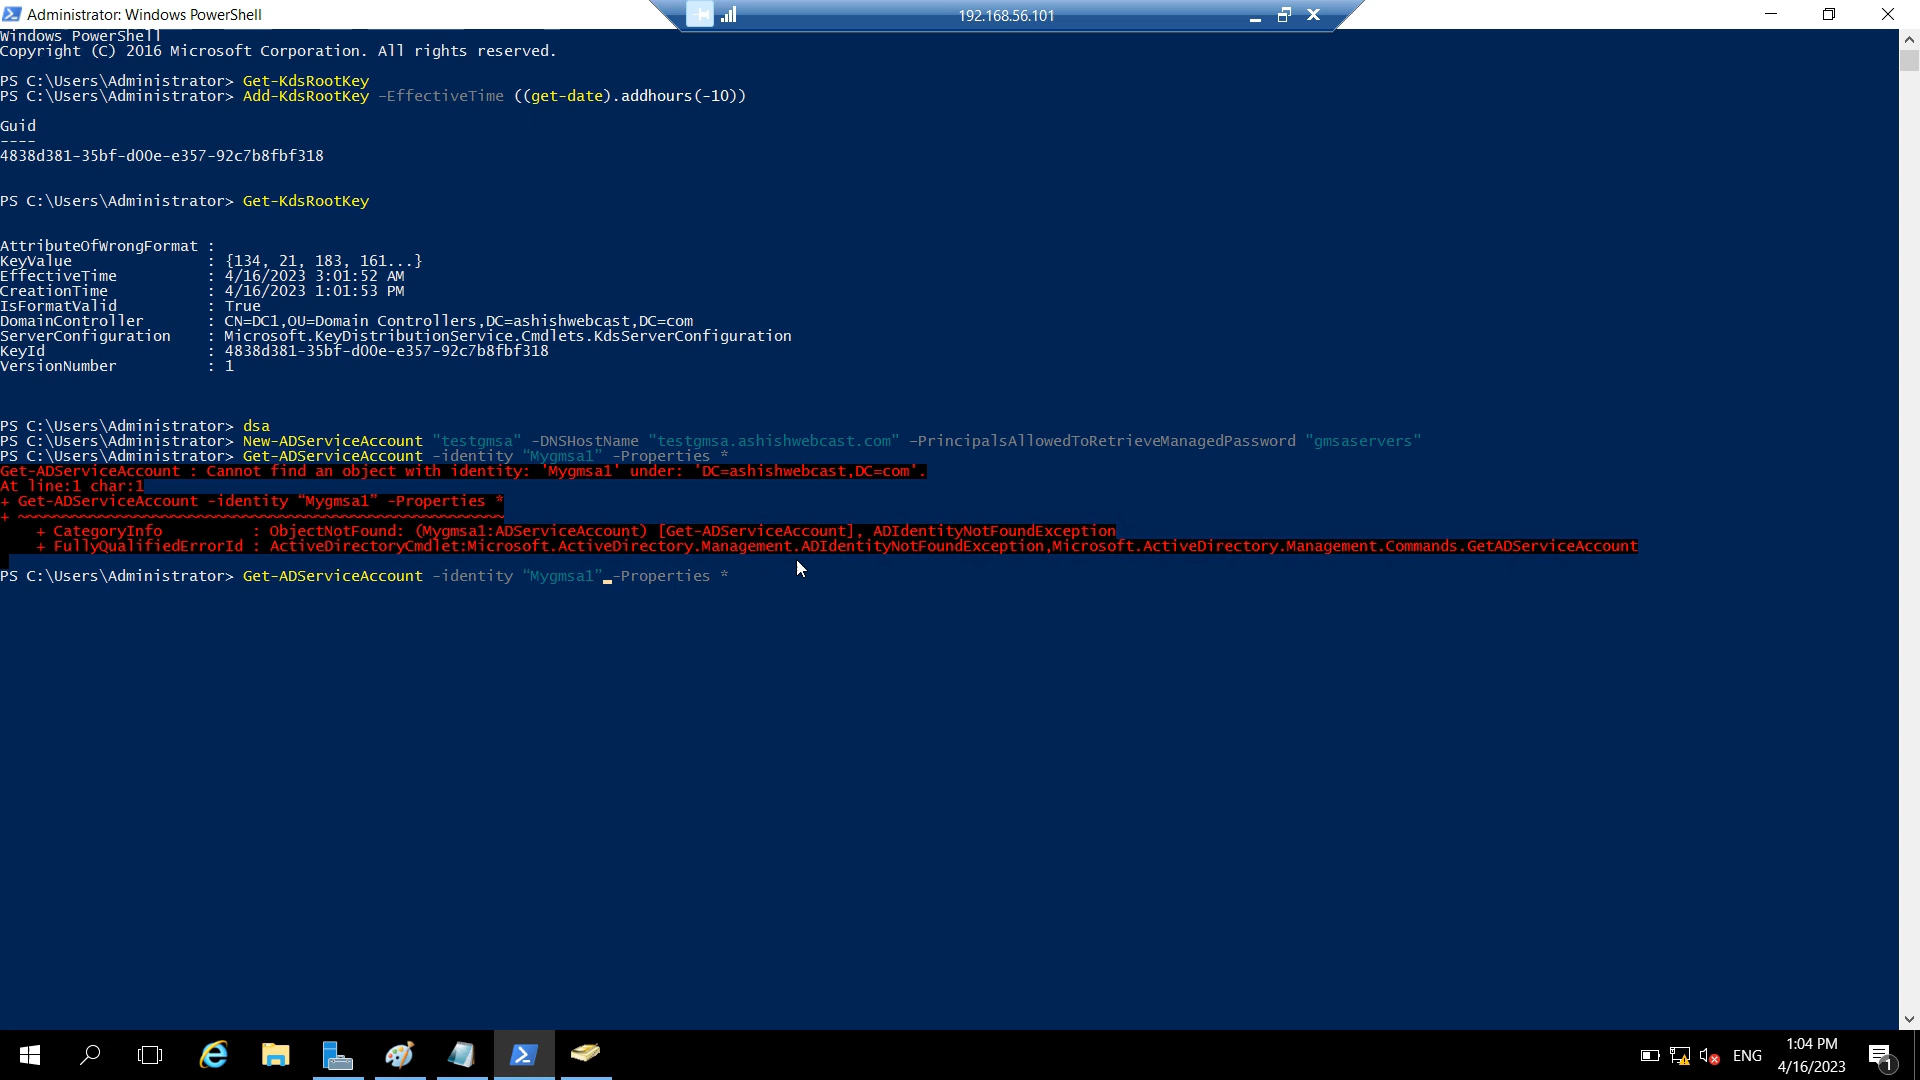 Administrator: Windows PowerShell
192.168.56.101
Windows PowerShell
Copyright (C) 2016 Microsoft Corporation. All rights reserved.
PS C:\Users\Administrator> Get-KdsRootKey
PS C:\Users\Administrator> Add-KdsRootKey -EffectiveTime ((get-date).addhours(-10))
Guid
----
4838d381-35bf-d00e-e357-92c7b8fbf318
PS C:\Users\Administrator> Get-KdsRootKey
AttributeOfWrongFormat :
KeyValue : {134, 21, 183, 161...}
EffectiveTime : 4/16/2023 3:01:52 AM
CreationTime : 4/16/2023 1:01:53 PM
IsFormatValid : True
DomainController : CN=DC1,OU=Domain Controllers,DC=ashishwebcast,DC=com
ServerConfiguration : Microsoft.KeyDistributionService.Cmdlets.KdsServerConfiguration
KeyId : 4838d381-35bf-d00e-e357-92c7b8fbf318
VersionNumber : 1
PS C:\Users\Administrator> dsa
PS C:\Users\Administrator> New-ADServiceAccount "testgmsa" -DNSHostName "testgmsa.ashishwebcast.com" -PrincipalsAllowedToRetrieveManagedPassword "gmsaservers"
PS C:\Users\Administrator> Get-ADServiceAccount -identity “Mygmsa1” -Properties *
Get-ADServiceAccount : Cannot find an object with identity: 'Mygmsa1' under: 'DC=ashishwebcast,DC=com'.
At line:1 char:1
+ Get-ADServiceAccount -identity “Mygmsa1” -Properties *
+ ~~~~~~~~~~~~~~~~~~~~~~~~~~~~~~~~~~~~~~~~~~~~~~~~~~~~~~
+ CategoryInfo : ObjectNotFound: (Mygmsa1:ADServiceAccount) [Get-ADServiceAccount], ADIdentityNotFoundException
+ FullyQualifiedErrorId : ActiveDirectoryCmdlet:Microsoft.ActiveDirectory.Management.ADIdentityNotFoundException,Microsoft.ActiveDirectory.Management.Commands.GetADServiceAccount
PS C:\Users\Administrator> Get-ADServiceAccount -identity “Mygmsa1” -Properties *
ENG
1:04 PM
4/16/2023
1